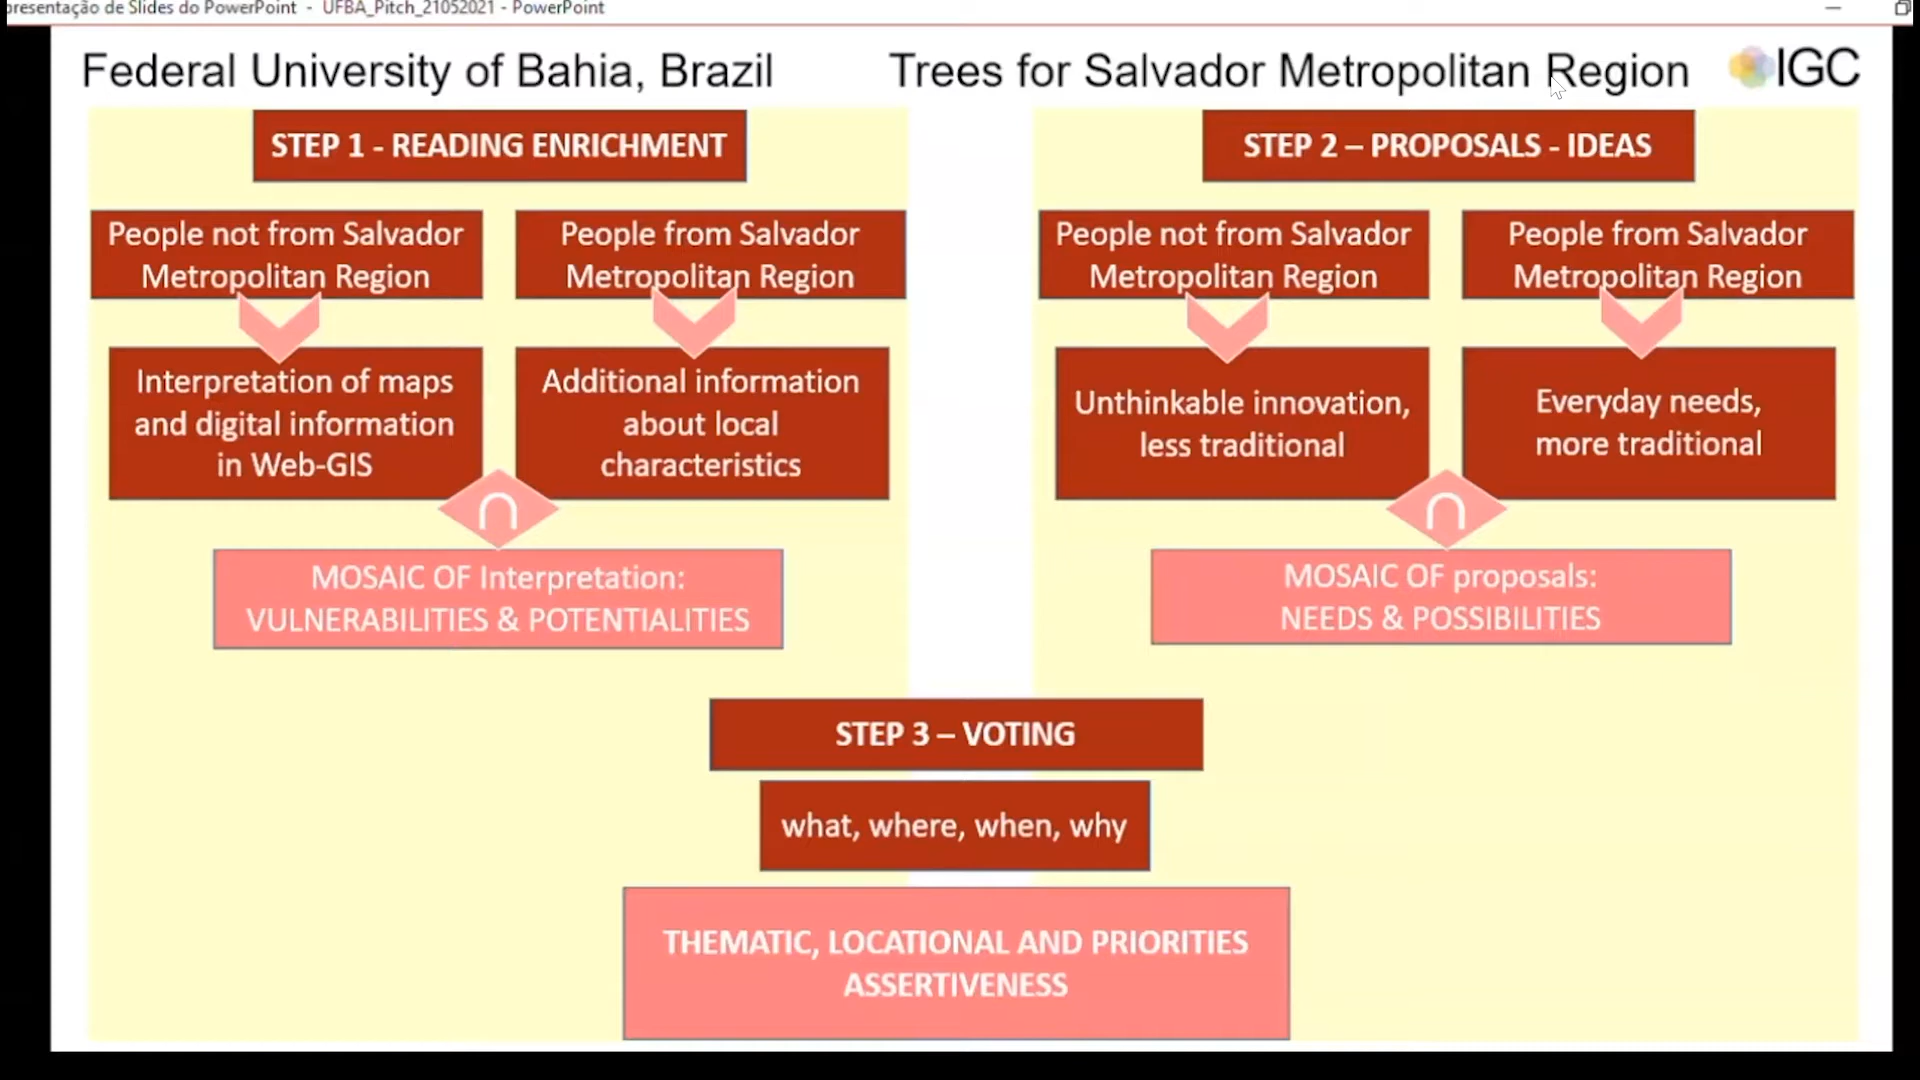 presentação de Slides do PowerPoint - UFBA_Pitch_21052021 - PowerPoint
Federal University of Bahia, Brazil
Trees for Salvador Metropolitan Region
IGC
STEP 1 - READING ENRICHMENT
People not from Salvador
Metropolitan Region
People from Salvador
Metropolitan Region
Interpretation of maps
and digital information
in Web-GIS
Additional information
about local
characteristics
∩
MOSAIC OF Interpretation:
VULNERABILITIES & POTENTIALITIES
STEP 2 – PROPOSALS - IDEAS
People not from Salvador
Metropolitan Region
People from Salvador
Metropolitan Region
Unthinkable innovation,
less traditional
Everyday needs,
more traditional
∩
MOSAIC OF proposals:
NEEDS & POSSIBILITIES
STEP 3 – VOTING
what, where, when, why
THEMATIC, LOCATIONAL AND PRIORITIES
ASSERTIVENESS